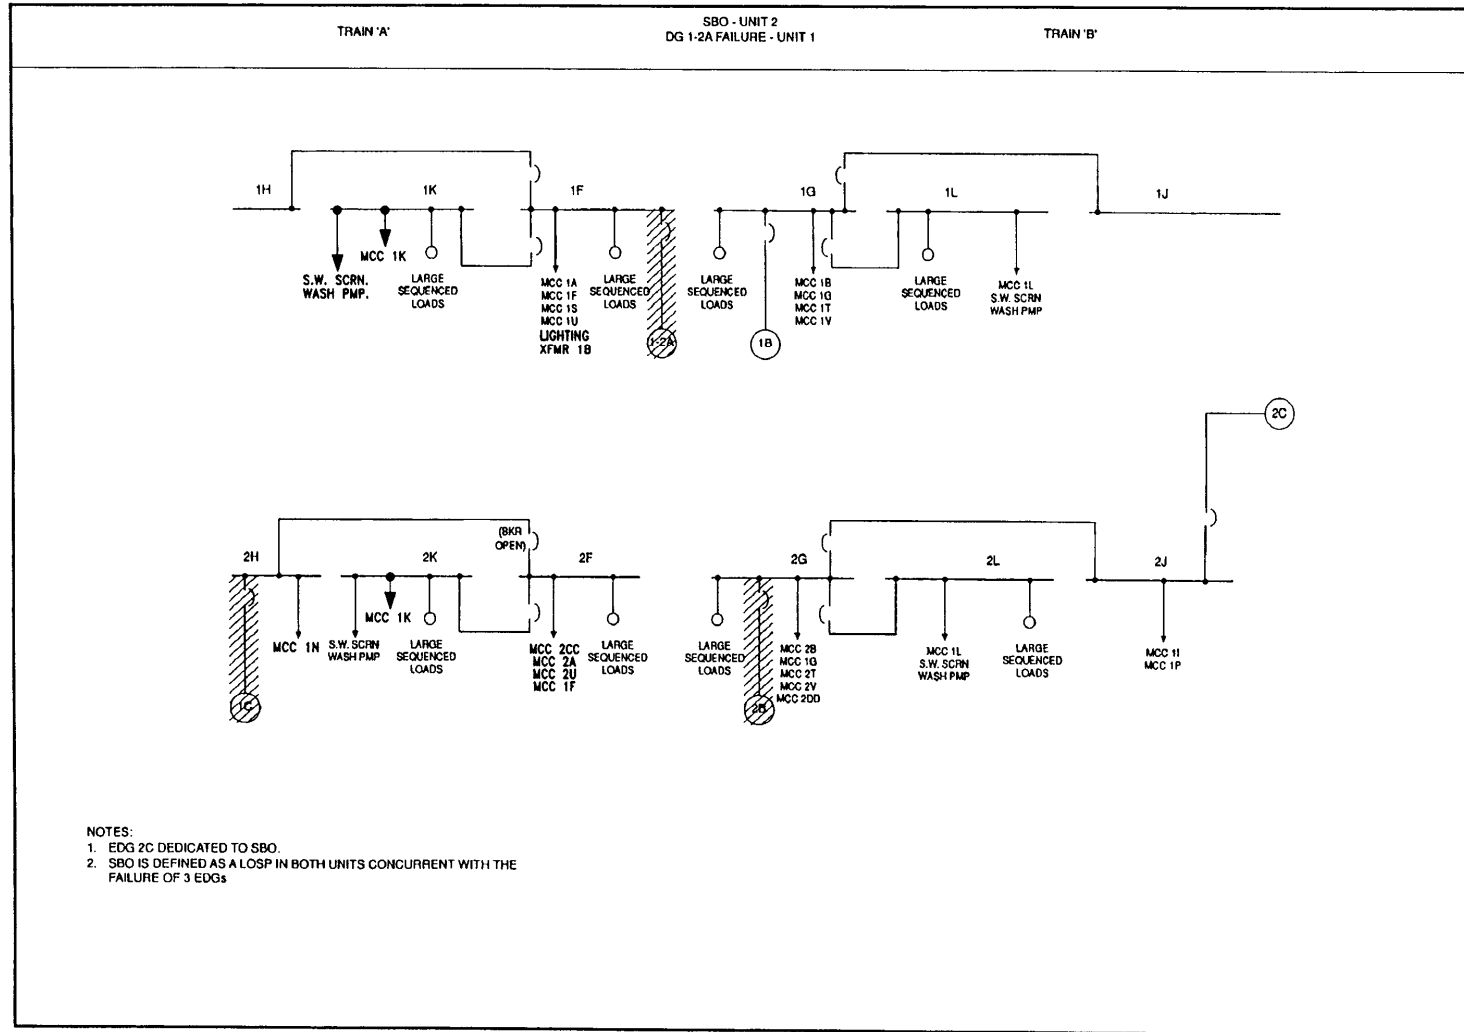 TRAIN 'A'
SBO - UNIT 2
DG 1-2A FAILURE - UNIT 1
TRAIN 'B'
1H
1K
1F
1G
1L
1J
S.W. SCRN.
WASH PMP.
MCC 1K
LARGE
SEQUENCED
LOADS
MCC 1A
MCC 1F
MCC 1S
MCC 1U
LIGHTING
XFMR 1B
LARGE
SEQUENCED
LOADS
1-2A
LARGE
SEQUENCED
LOADS
1B
MCC 1B
MCC 1G
MCC 1T
MCC 1V
LARGE
SEQUENCED
LOADS
MCC 1L
S.W. SCRN
WASH PMP
2C
(BKR
OPEN)
2H
2K
2F
2G
2L
2J
1C
MCC 1N
S.W. SCRN
WASH PMP
MCC 1K
LARGE
SEQUENCED
LOADS
MCC 2CC
MCC 2A
MCC 2U
MCC 1F
LARGE
SEQUENCED
LOADS
LARGE
SEQUENCED
LOADS
2B
MCC 2B
MCC 1G
MCC 2T
MCC 2V
MCC 2DD
MCC 1L
S.W. SCRN
WASH PMP
LARGE
SEQUENCED
LOADS
MCC 1I
MCC 1P
NOTES:
1. EDG 2C DEDICATED TO SBO.
2. SBO IS DEFINED AS A LOSP IN BOTH UNITS CONCURRENT WITH THE
FAILURE OF 3 EDGs